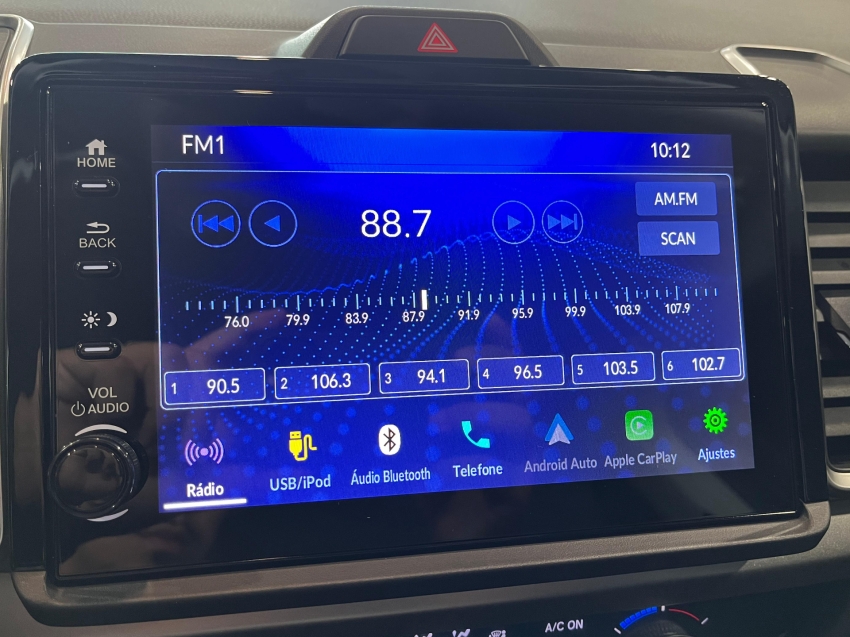 FM1
10:12
HOME
BACK
VOL
AUDIO
88.7
AM.FM
SCAN
76.0 79.9 83.9 87.9 91.9 95.9 99.9 103.9 107.9
1 90.5 2 106.3 3 94.1 4 96.5 5 103.5 6 102.7
Rádio USB/iPod Áudio Bluetooth Telefone Android Auto Apple CarPlay Ajustes
A/C ON